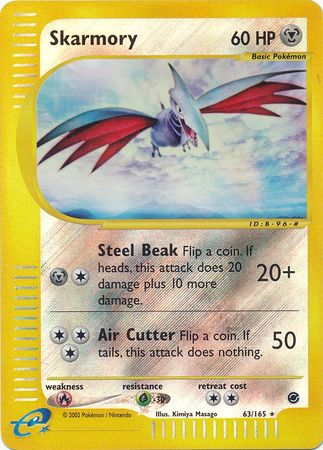 Skarmory 60 HP
Basic Pokémon
ID:B-96-#
Steel Beak Flip a coin. If
heads, this attack does 20 20+
damage plus 10 more
damage.
Air Cutter Flip a coin. If 50
tails, this attack does nothing.
weakness resistance retreat cost
-30
e
© 2002 Pokémon / Nintendo Illus. Kimiya Masago 63/165 ★